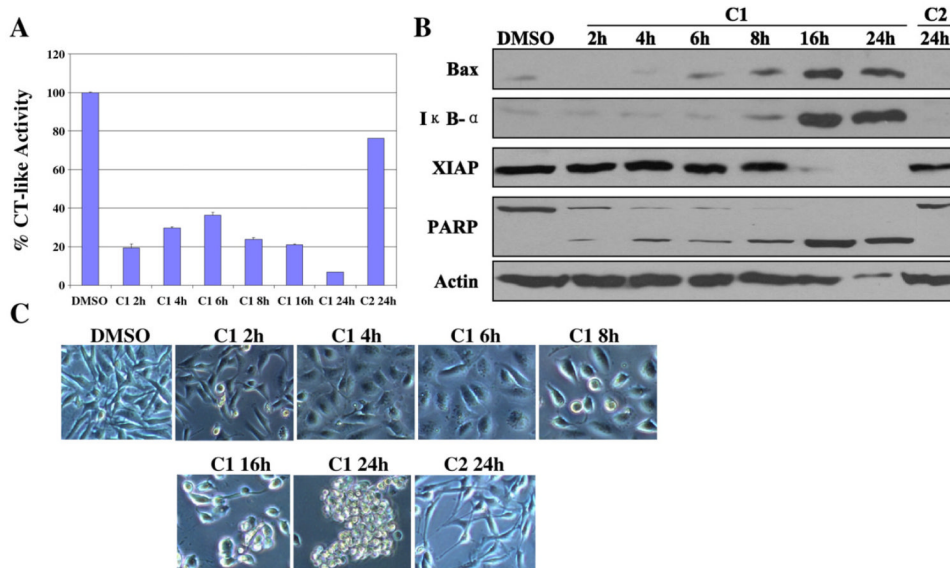 A
% CT-like Activity
120
100
80
60
40
20
0
DMSO C1 2h C1 4h C1 6h C1 8h C1 16h C1 24h C2 24h
B
C1 C2
DMSO 2h 4h 6h 8h 16h 24h 24h
Bax
IκB-α
XIAP
PARP
Actin
C
DMSO C1 2h C1 4h C1 6h C1 8h
C1 16h C1 24h C2 24h